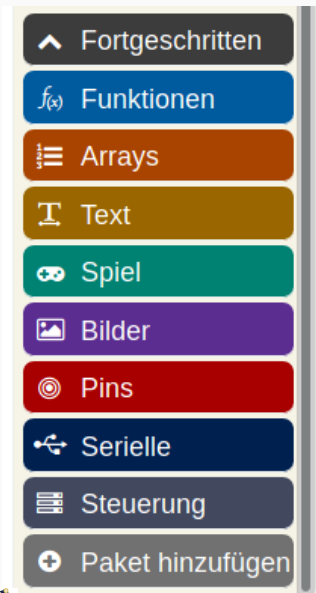 Fortgeschritten
f(x) Funktionen
Arrays
Text
Spiel
Bilder
Pins
Serielle
Steuerung
Paket hinzufügen